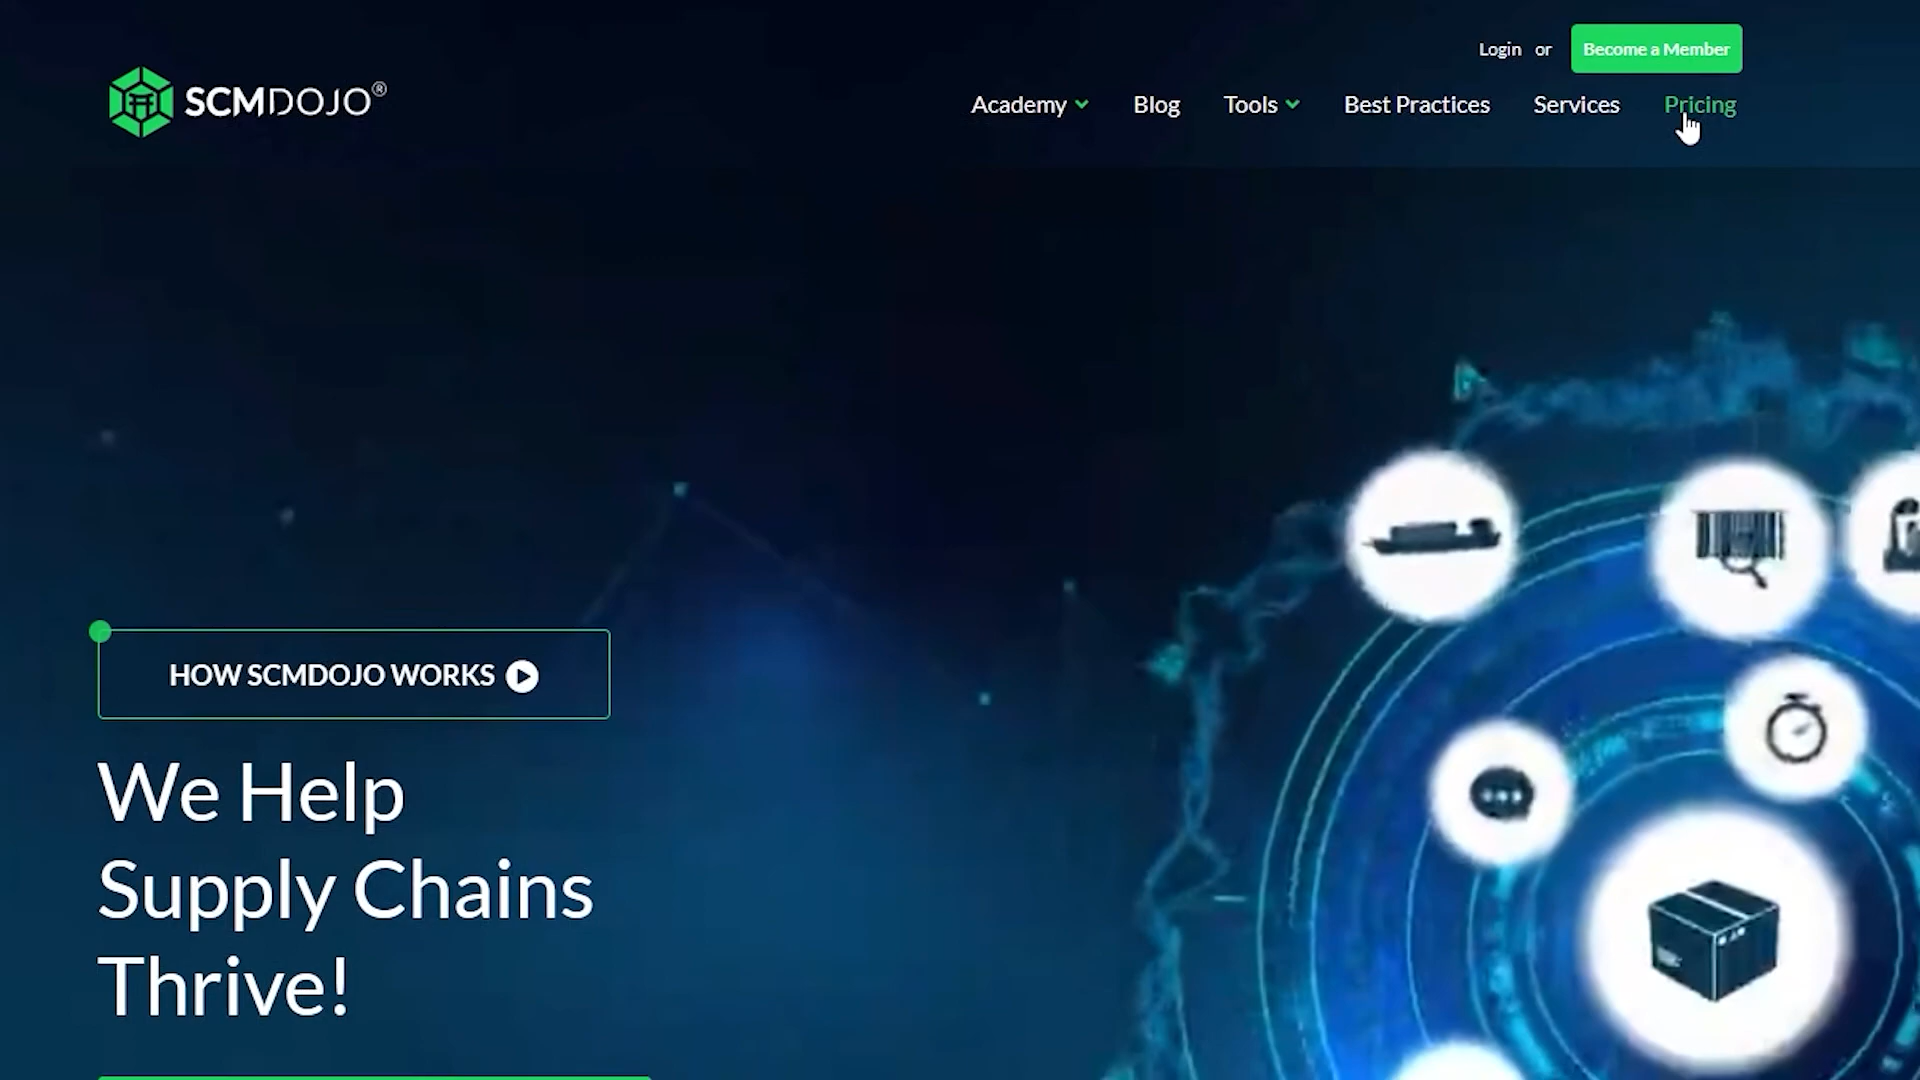 Login or Become a Member
SCMDOJO®
Academy Blog Tools Best Practices Services Pricing
HOW SCMDOJO WORKS
We Help
Supply Chains
Thrive!